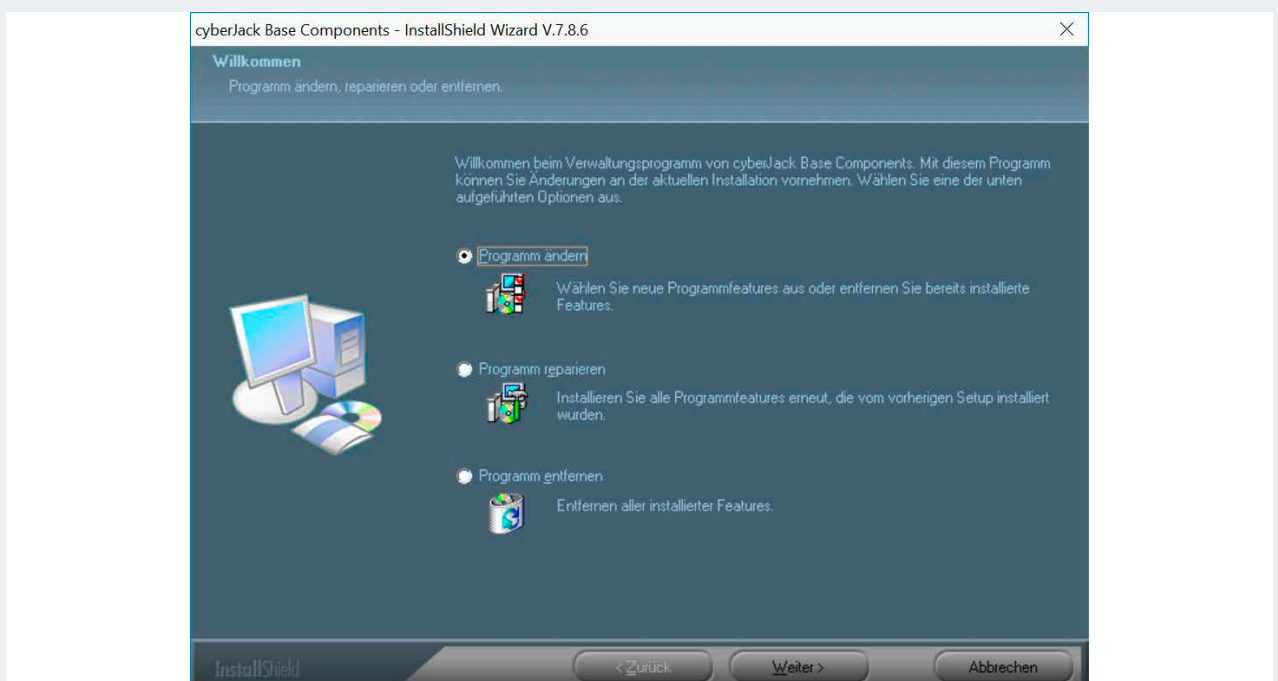 cyberJack Base Components - InstallShield Wizard V.7.8.6
Willkommen
Programm ändern, reparieren oder entfernen.
Willkommen beim Verwaltungsprogramm von cyberJack Base Components. Mit diesem Programm
können Sie Änderungen an der aktuellen Installation vornehmen. Wählen Sie eine der unten
aufgeführten Optionen aus.
Programm ändern
Wählen Sie neue Programmfeatures aus oder entfernen Sie bereits installierte
Features.
Programm reparieren
Installieren Sie alle Programmfeatures erneut, die vom vorherigen Setup installiert
wurden.
Programm entfernen
Entfernen aller installierter Features.
InstallShield
< Zurück
Weiter >
Abbrechen